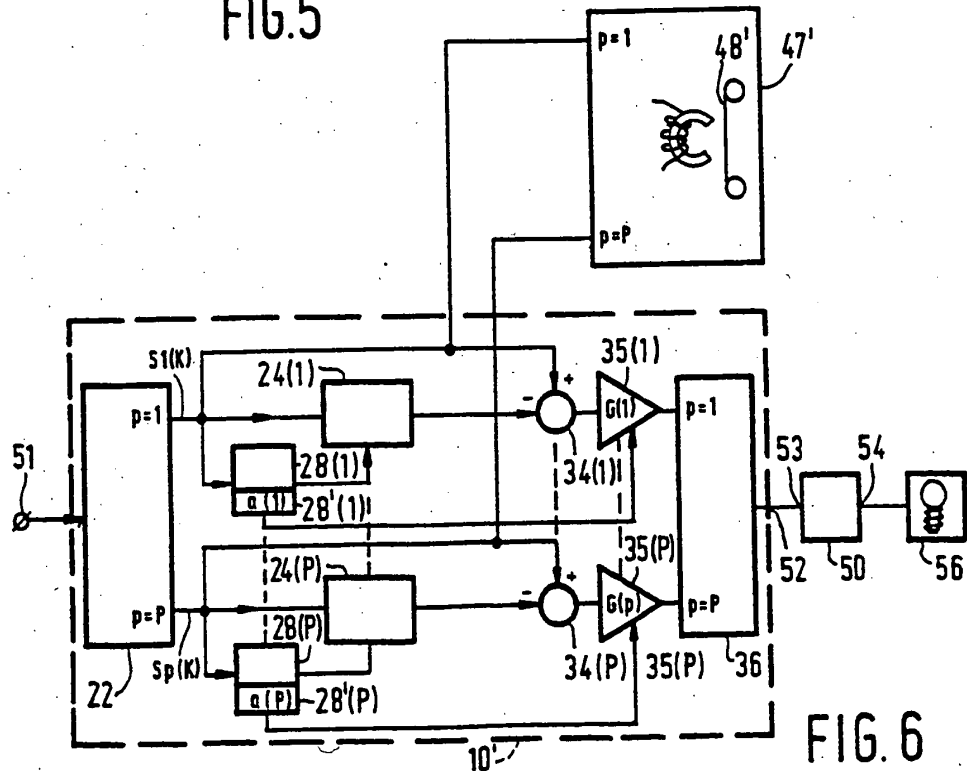 FIG.5
p=1
48'
47'
p=P
S1(K)
24(1)
35(1)
p=1
+
-
G(1)
p=1
51
28(1)
34(1)
53
54
a(1)
28'(1)
24(P)
35(P)
52
50
56
+
-
G(p)
p=P
p=P
28(P)
Sp(K)
34(P)
35(P)
36
22
a(P)
28'(P)
10'
FIG. 6